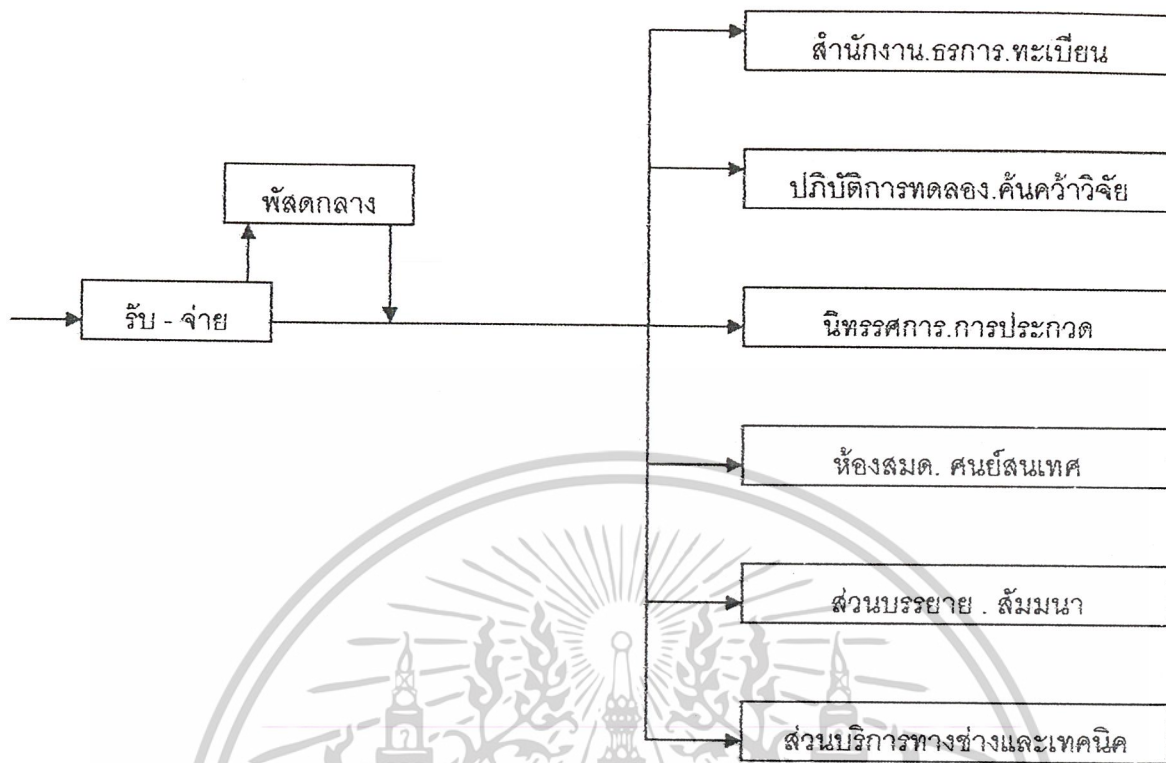 สำนักงาน.ธรการ.ทะเบียน
ปภิบัติการทดลอง.ค้นคว้าวิจัย
พัสดกลาง
รับ - จ่าย
นิทรรศการ.การประกวด
ห้องสมด. ศนย์สนเทศ
ส่วนบรรยาย . สัมมนา
ส่วนบริการทางช่างและเทคนิค